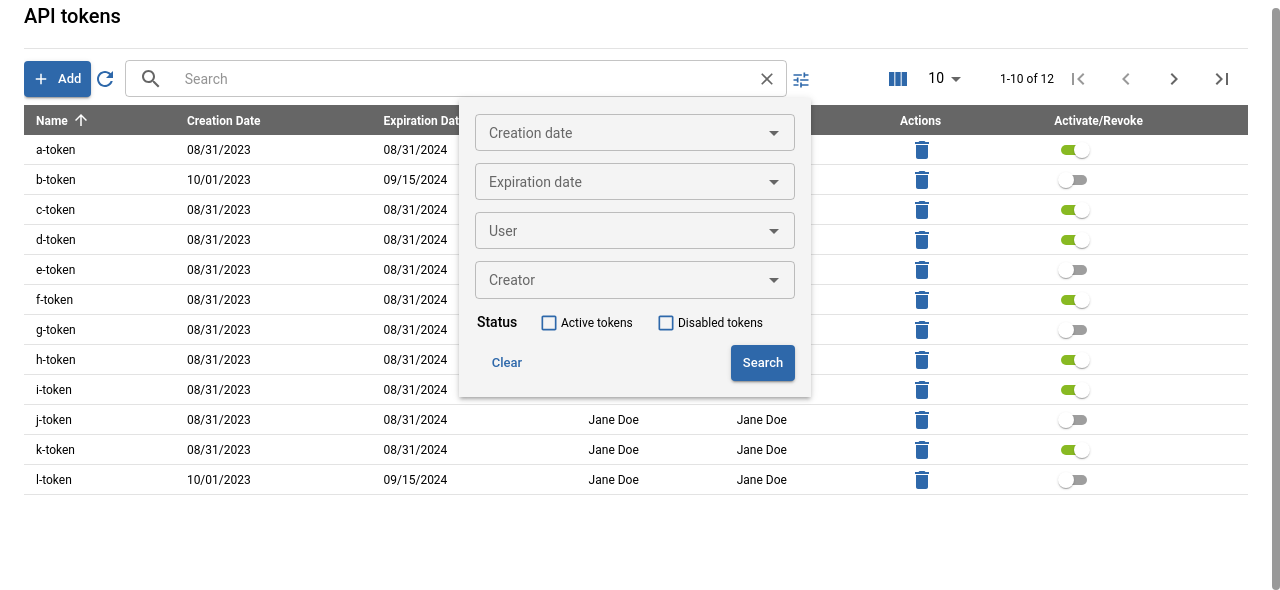 API tokens
Add Search 10 1-10 of 12
Name Creation Date Expiration Dat Actions Activate/Revoke
Creation date
a-token 08/31/2023 08/31/2024
b-token 10/01/2023 09/15/2024
Expiration date
c-token 08/31/2023 08/31/2024
User
d-token 08/31/2023 08/31/2024
e-token 08/31/2023 08/31/2024
Creator
f-token 08/31/2023 08/31/2024
Status Active tokens Disabled tokens
g-token 08/31/2023 08/31/2024
h-token 08/31/2023 08/31/2024
Clear Search
i-token 08/31/2023 08/31/2024
j-token 08/31/2023 08/31/2024 Jane Doe Jane Doe
k-token 08/31/2023 08/31/2024 Jane Doe Jane Doe
l-token 10/01/2023 09/15/2024 Jane Doe Jane Doe